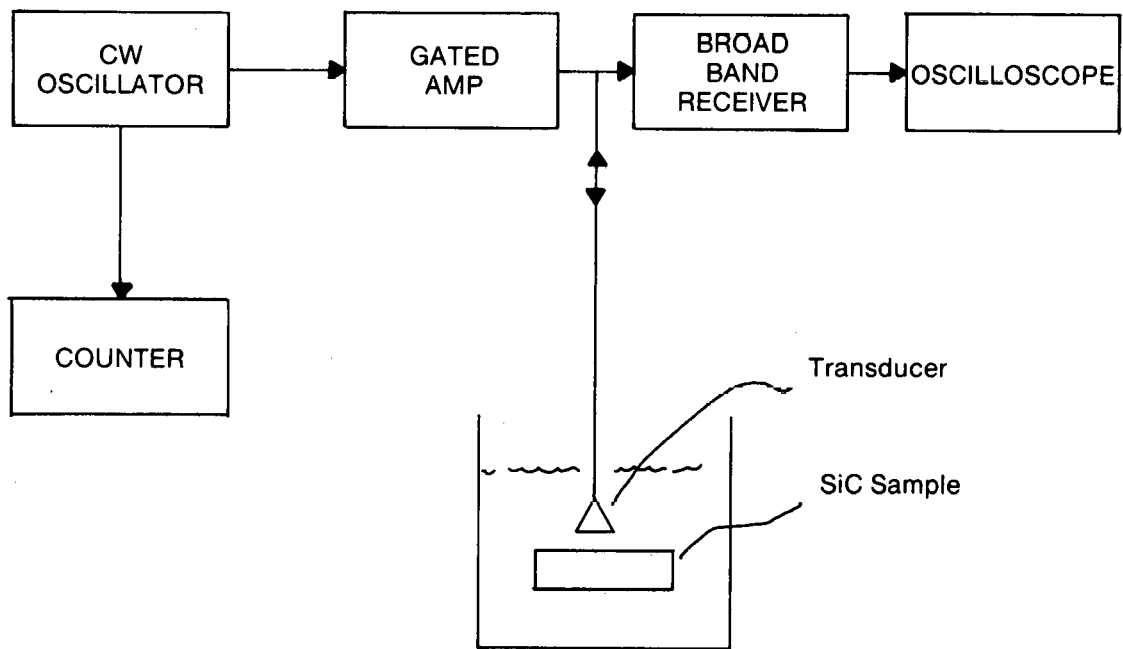 CW
OSCILLATOR
GATED
AMP
BROAD
BAND
RECEIVER
OSCILLOSCOPE
COUNTER
Transducer
SiC Sample